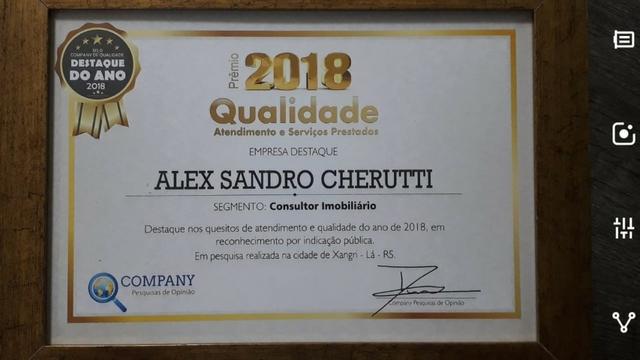 SELO
COMPANY DE QUALIDADE
DESTAQUE
DO ANO
2018
Prêmio 2018
Qualidade
Atendimento e Serviços Prestados
EMPRESA DESTAQUE
ALEX SANDRO CHERUTTI
SEGMENTO: Consultor Imobiliário
Destaque nos quesitos de atendimento e qualidade do ano de 2018, em
reconhecimento por indicação pública.
Em pesquisa realizada na cidade de Xangri - Lá - RS.
COMPANY
Pesquisas de Opinião
Company Pesquisas de Opinião